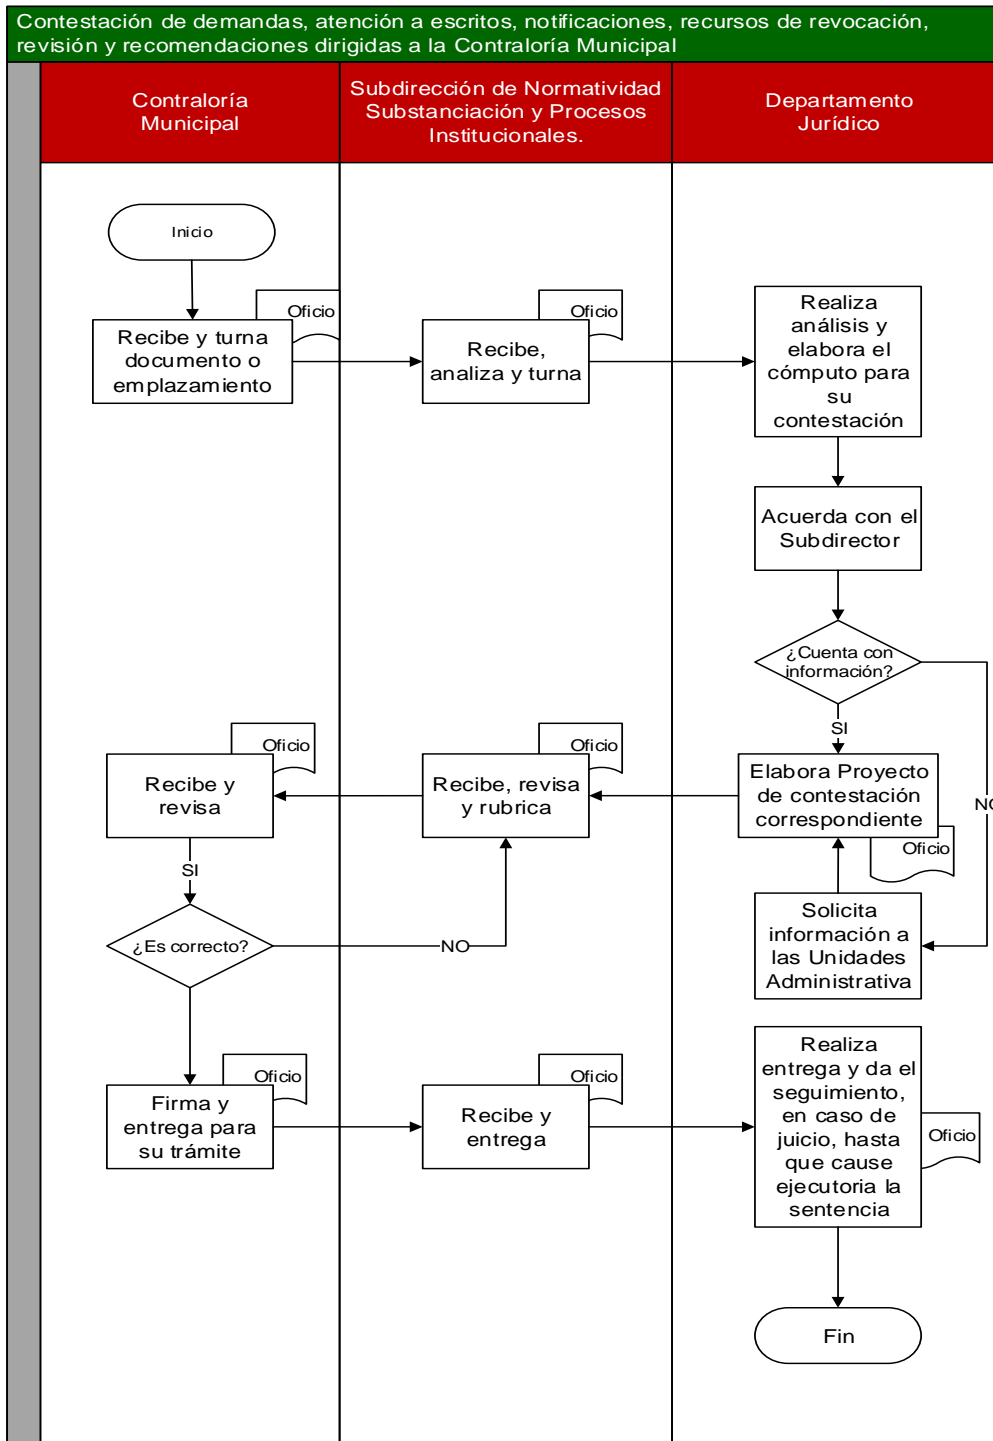 Contestación de demandas, atención a escritos, notificaciones, recursos de revocación,
revisión y recomendaciones dirigidas a la Contraloría Municipal
Contraloría
Municipal
Subdirección de Normatividad
Substanciación y Procesos
Institucionales.
Departamento
Jurídico
Inicio
Oficio
Recibe y turna
documento o
emplazamiento
Oficio
Recibe,
analiza y turna
Realiza
análisis y
elabora el
cómputo para
su
contestación
Acuerda con el
Subdirector
¿Cuenta con
información?
SI
NO
Oficio
Recibe y
revisa
Oficio
Recibe, revisa
y rubrica
Elabora Proyecto
de contestación
correspondiente
Oficio
SI
¿Es correcto?
NO
Solicita
información a
las Unidades
Administrativa
Oficio
Firma y
entrega para
su trámite
Oficio
Recibe y
entrega
Realiza
entrega y da el
seguimiento,
en caso de
juicio, hasta
que cause
ejecutoria la
sentencia
Oficio
Fin